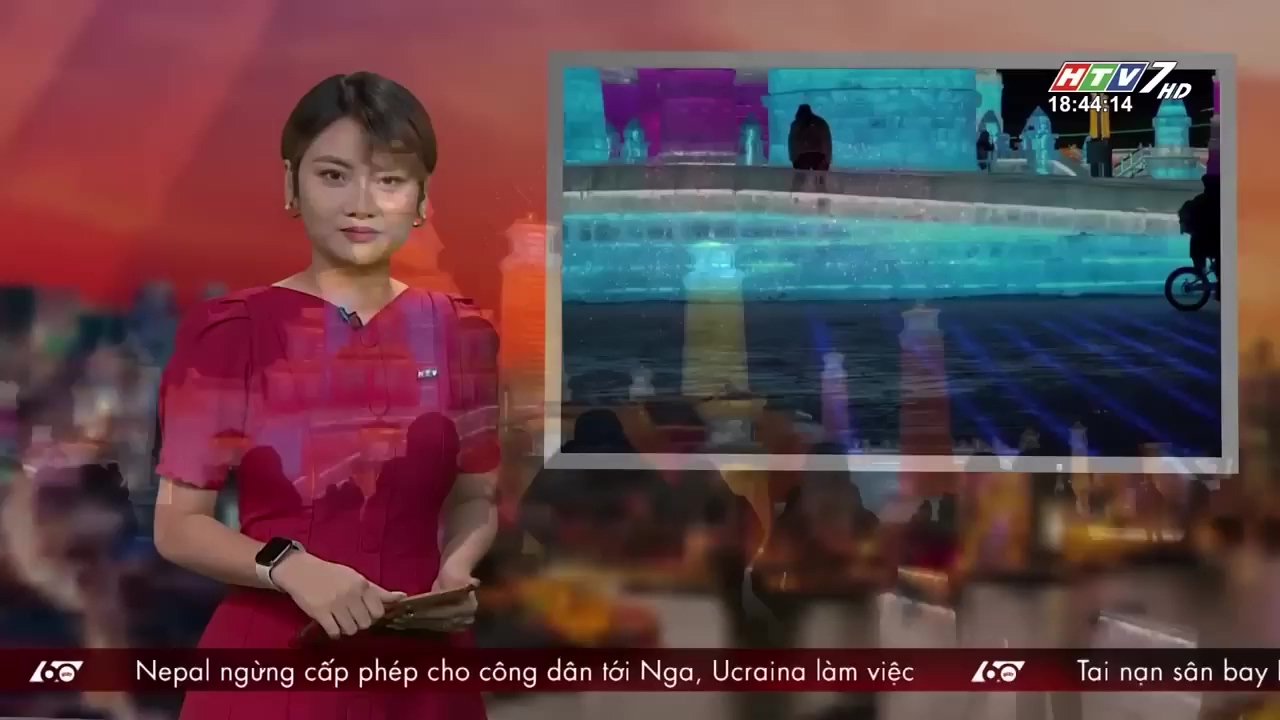 HTV7 HD
18:44:14
HTV
60 Nepal ngừng cấp phép cho công dân tới Nga, Ucraina làm việc 60 Tai nạn sân bay